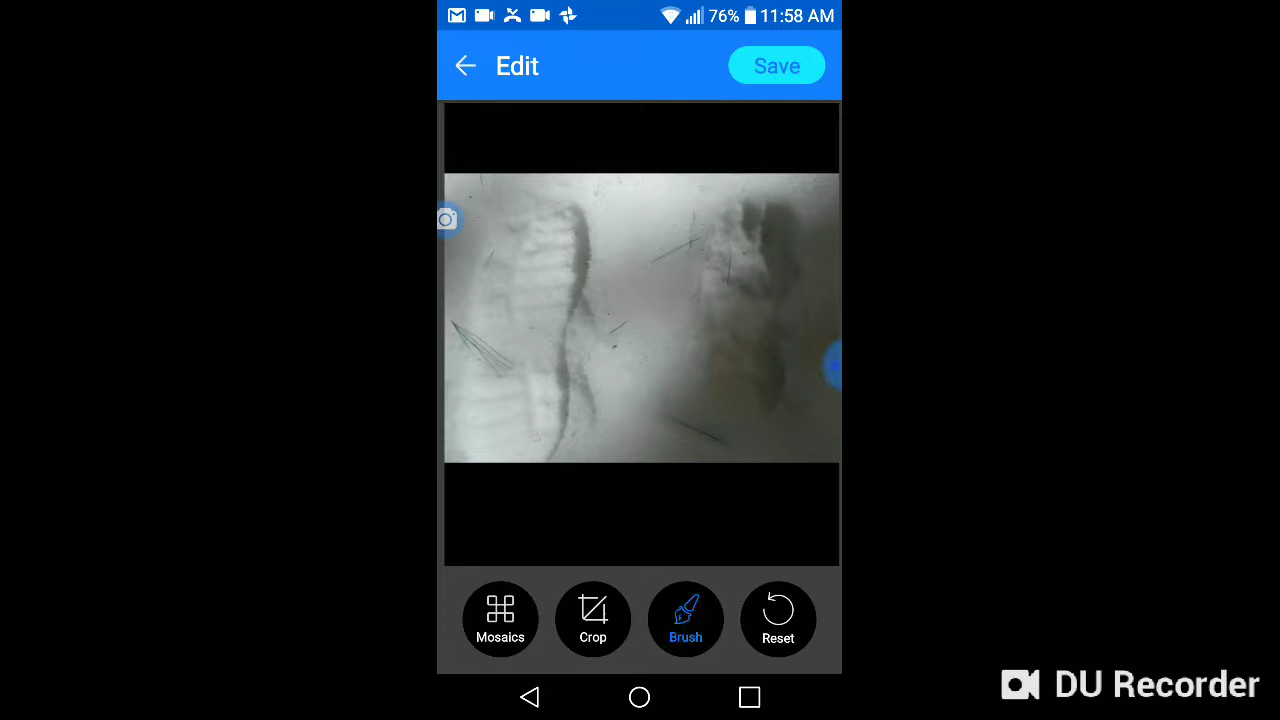 76% 11:58 AM
Edit
Save
Mosaics
Crop
Brush
Reset
DU Recorder